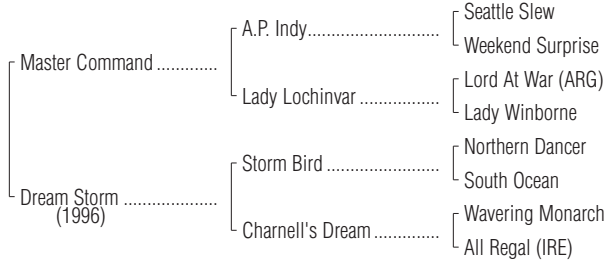 Seattle Slew
A.P. Indy
Weekend Surprise
Master Command
Lord At War (ARG)
Lady Lochinvar
Lady Winborne
Northern Dancer
Storm Bird
South Ocean
Dream Storm
(1996)
Wavering Monarch
Charnell's Dream
All Regal (IRE)